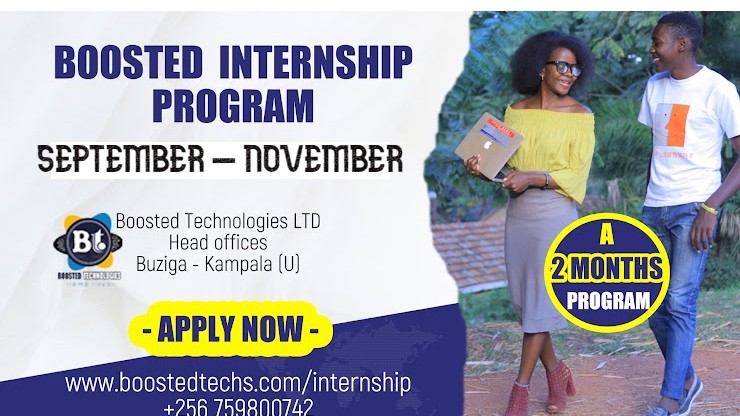 BOOSTED INTERNSHIP
PROGRAM
SEPTEMBER – NOVEMBER
Bt
BOOSTED TECHNOLOGIES
Boosted Technologies LTD
Head offices
Buziga - Kampala (U)
- APPLY NOW -
www.boostedtechs.com/internship
+256 759800742
A
2 MONTHS
PROGRAM